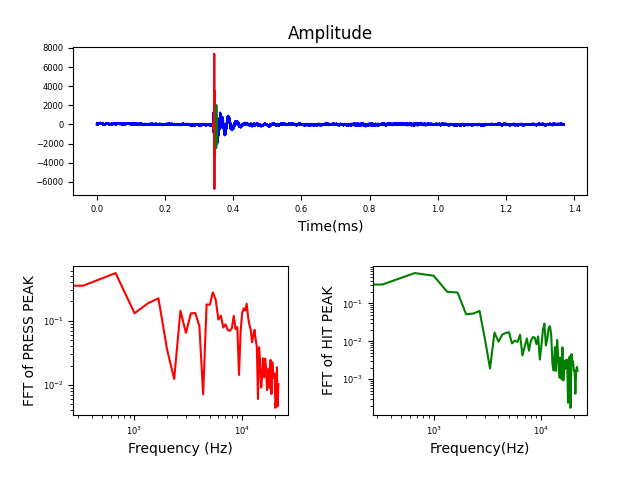 Amplitude
8000
6000
4000
2000
0
−2000
−4000
−6000
0.0 0.2 0.4 0.6 0.8 1.0 1.2 1.4
Time(ms)
FFT of PRESS PEAK
10⁻¹
10⁻²
10³ 10⁴
Frequency (Hz)
FFT of HIT PEAK
10⁻¹
10⁻²
10⁻³
10³ 10⁴
Frequency(Hz)